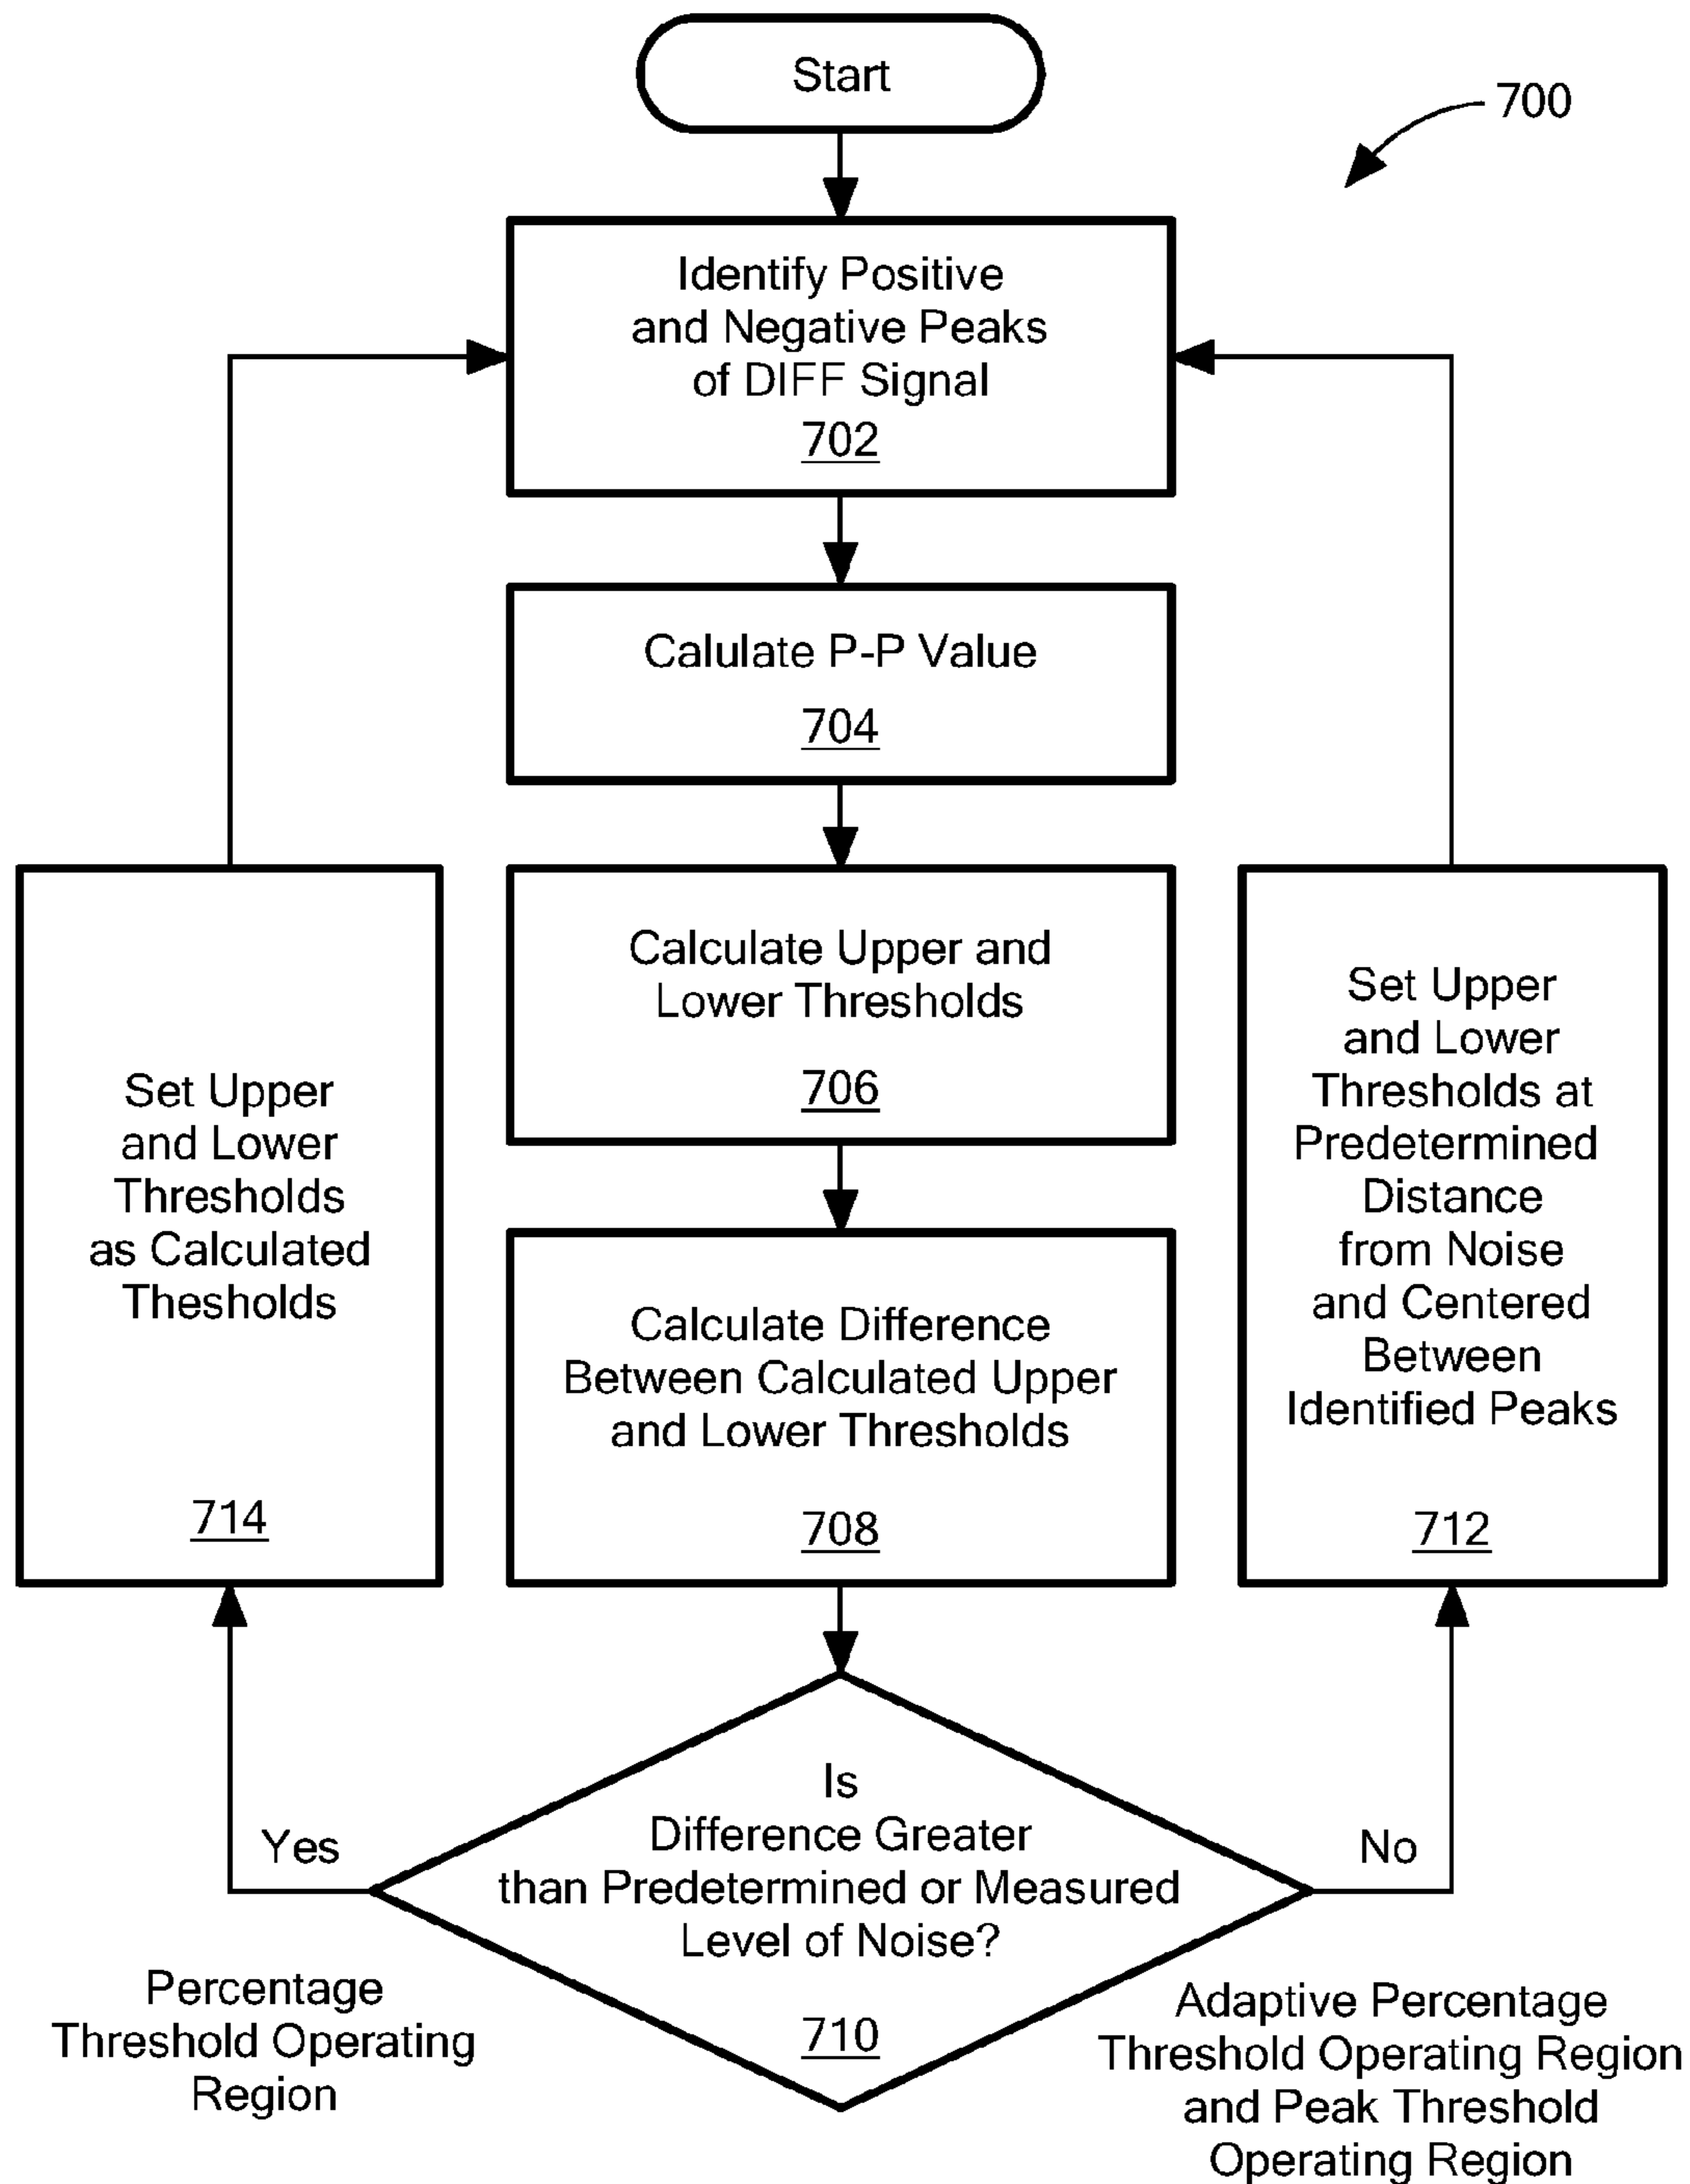 Start
700
Identify Positive
and Negative Peaks
of DIFF Signal
702
Calulate P-P Value
704
Calculate Upper and
Lower Thresholds
706
Calculate Difference
Between Calculated Upper
and Lower Thresholds
708
Set Upper
and Lower
Thresholds
as Calculated
Thesholds
714
Set Upper
and Lower
Thresholds at
Predetermined
Distance
from Noise
and Centered
Between
Identified Peaks
712
Is
Difference Greater
than Predetermined or Measured
Level of Noise?
710
Yes
No
Percentage
Threshold Operating
Region
Adaptive Percentage
Threshold Operating Region
and Peak Threshold
Operating Region